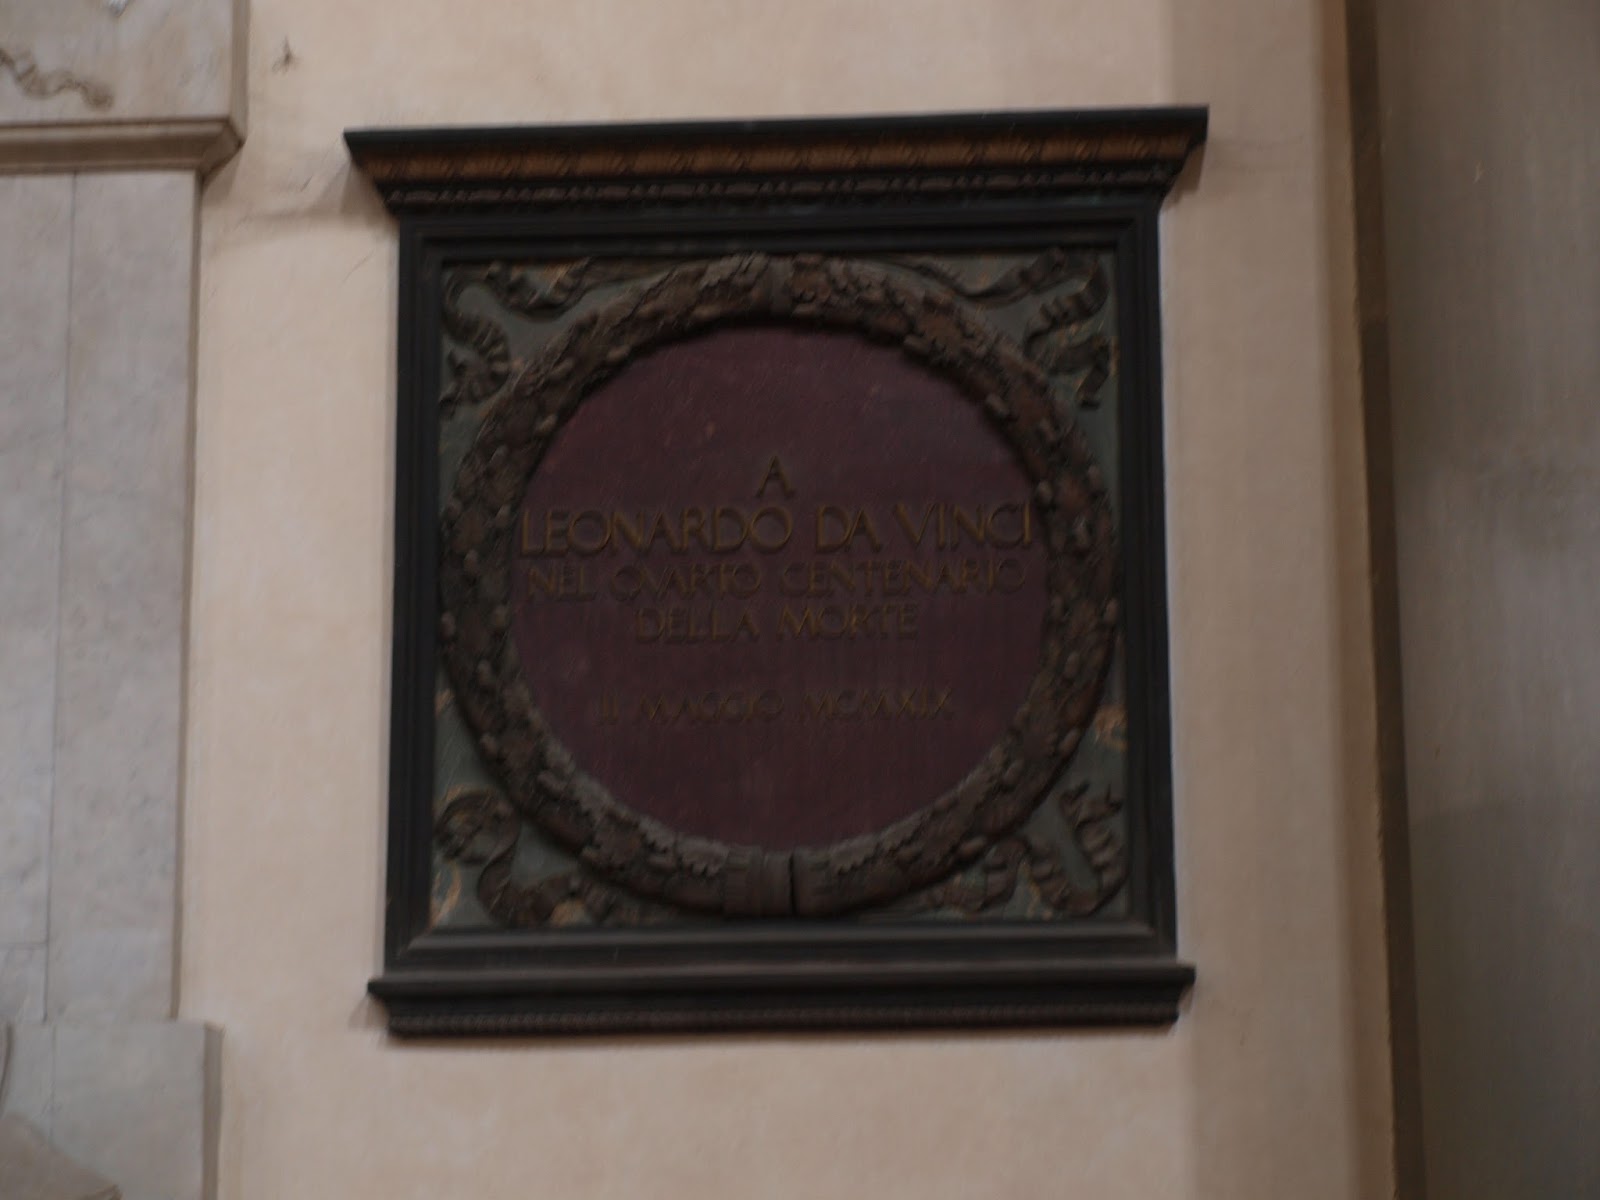 A
LEONARDO DA VINCI
NEL QVARTO CENTENARIO
DELLA MORTE
II MAGGIO MCMXIX